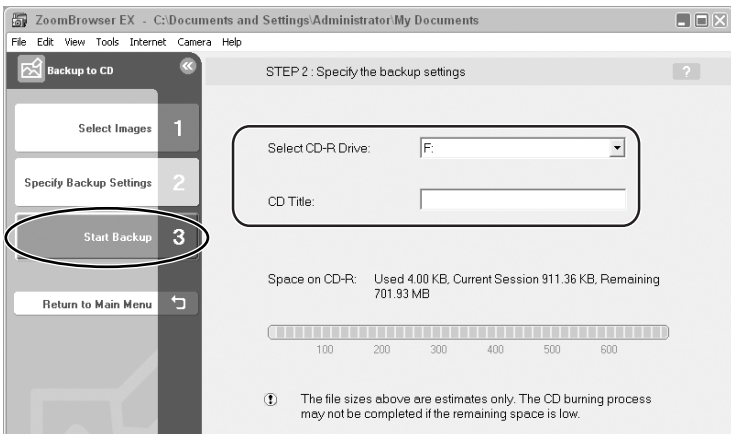 ZoomBrowser EX - C:\Documents and Settings\Administrator\My Documents
File Edit View Tools Internet Camera Help
Backup to CD
STEP 2 : Specify the backup settings
?
Select Images 1
Specify Backup Settings 2
Start Backup 3
Return to Main Menu
Select CD-R Drive: F:
CD Title:
Space on CD-R: Used 4.00 KB, Current Session 911.36 KB, Remaining
701.93 MB
100 200 300 400 500 600
The file sizes above are estimates only. The CD burning process
may not be completed if the remaining space is low.